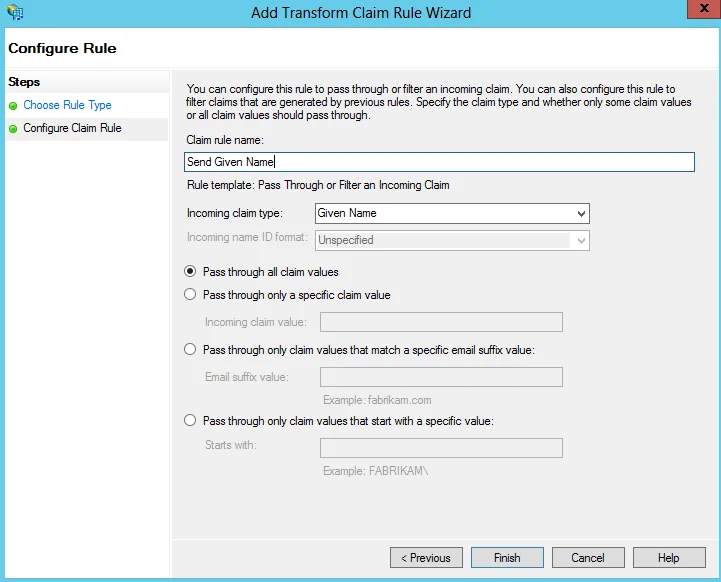 Add Transform Claim Rule Wizard
x
Configure Rule
Steps
Choose Rule Type
Configure Claim Rule
You can configure this rule to pass through or filter an incoming claim. You can also configure this rule to
filter claims that are generated by previous rules. Specify the claim type and whether only some claim values
or all claim values should pass through.
Claim rule name:
Send Given Name
Rule template: Pass Through or Filter an Incoming Claim
Incoming claim type: Given Name
Incoming name ID format: Unspecified
Pass through all claim values
Pass through only a specific claim value
Incoming claim value:
Pass through only claim values that match a specific email suffix value:
Email suffix value:
Example: fabrikam.com
Pass through only claim values that start with a specific value:
Starts with:
Example: FABRIKAM\
< Previous Finish Cancel Help